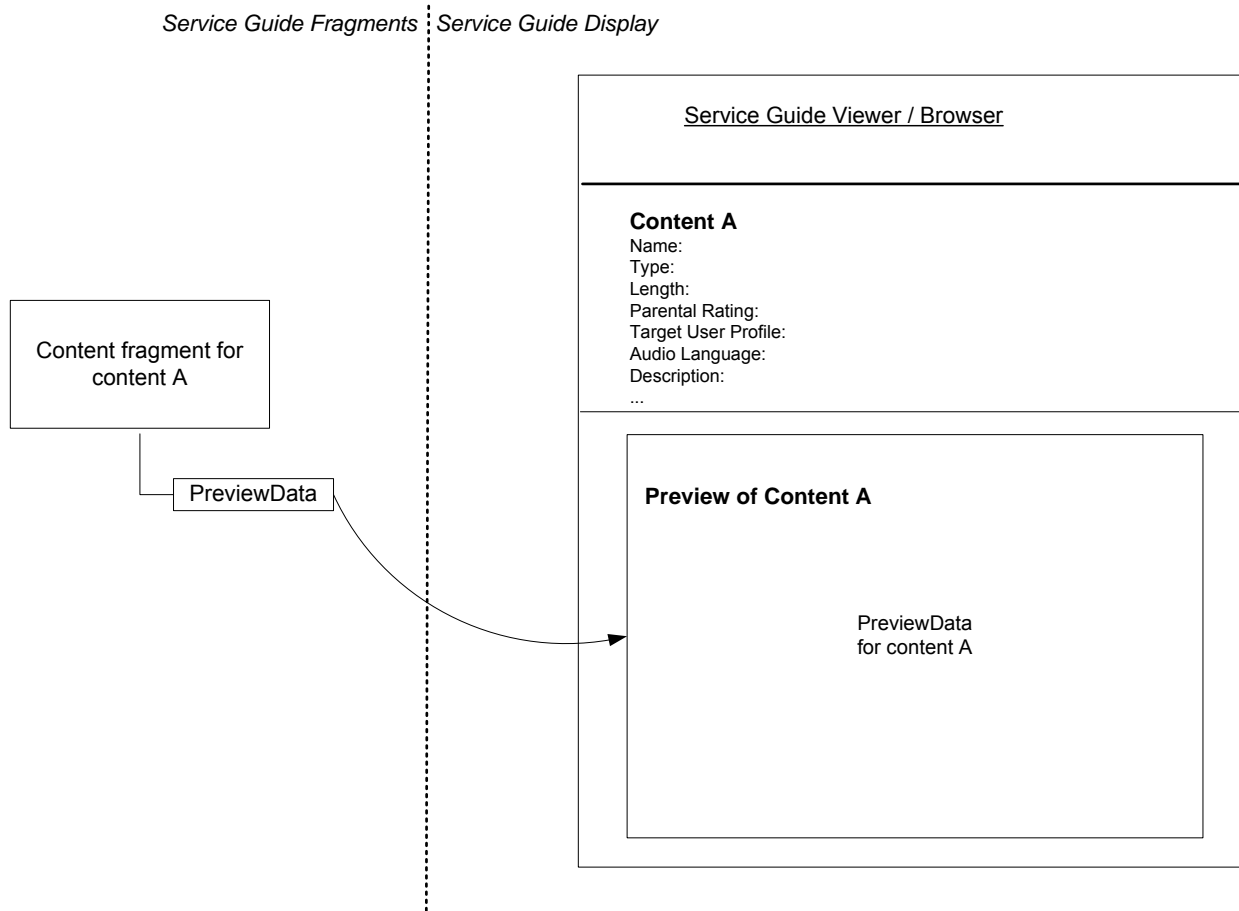 Service Guide Fragments
Service Guide Display
Service Guide Viewer / Browser
Content A
Name:
Type:
Length:
Parental Rating:
Target User Profile:
Audio Language:
Description:
...
Content fragment for
content A
PreviewData
Preview of Content A
PreviewData
for content A